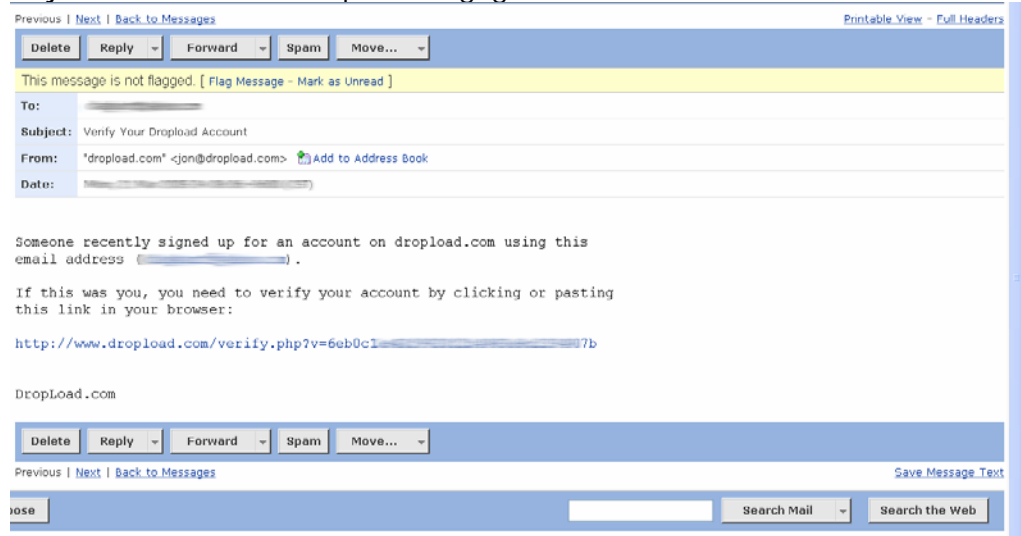 Previous | Next | Back to Messages Printable View - Full Headers
Delete Reply Forward Spam Move...
This message is not flagged. [ Flag Message - Mark as Unread ]
To:
Subject: Verify Your Dropload Account
From: "dropload.com" <jon@dropload.com> Add to Address Book
Date:
Someone recently signed up for an account on dropload.com using this
email address ( ).
If this was you, you need to verify your account by clicking or pasting
this link in your browser:
http://www.dropload.com/verify.php?v=6eb0c1 7b
DropLoad.com
Delete Reply Forward Spam Move...
Previous | Next | Back to Messages Save Message Text
Search Mail Search the Web